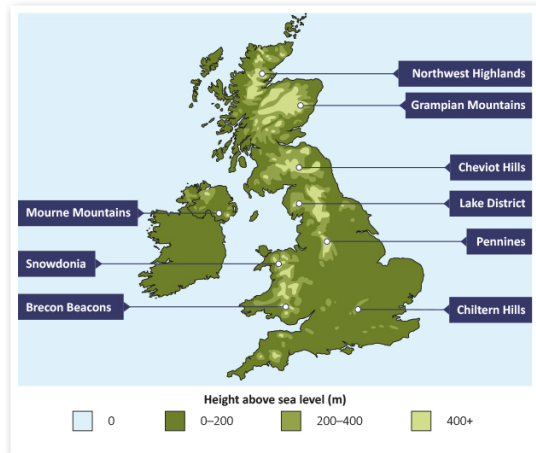 Northwest Highlands
Grampian Mountains
Cheviot Hills
Lake District
Mourne Mountains
Pennines
Snowdonia
Brecon Beacons
Chiltern Hills
Height above sea level (m)
0
0–200
200–400
400+